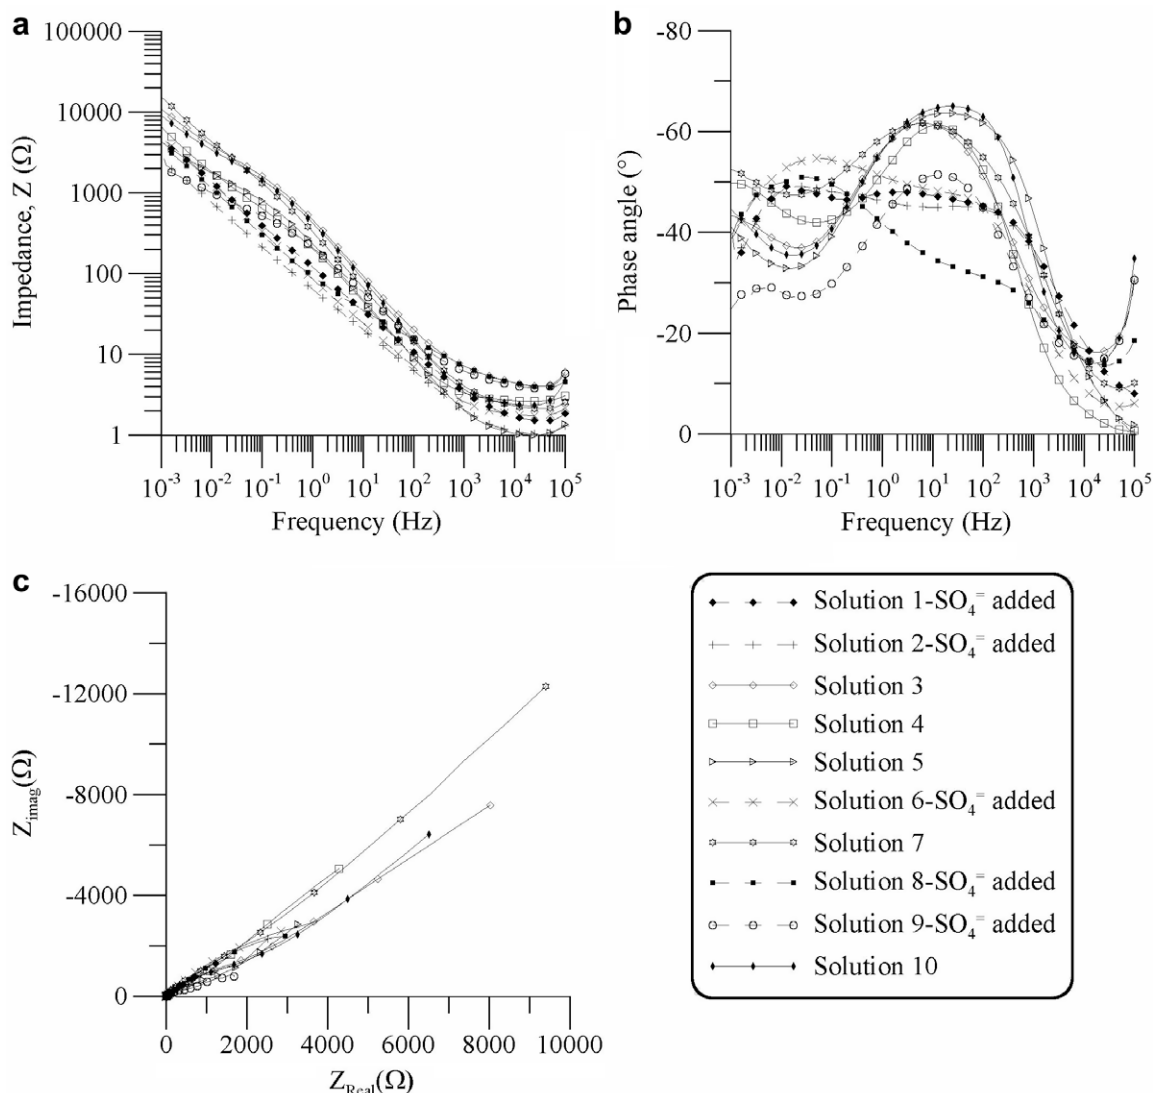 a
100000
10000
1000
100
10
1
Impedance, Z (Ω)
10⁻³ 10⁻² 10⁻¹ 10⁰ 10¹ 10² 10³ 10⁴ 10⁵
Frequency (Hz)
b
-80
-60
-40
-20
0
Phase angle (°)
10⁻³ 10⁻² 10⁻¹ 10⁰ 10¹ 10² 10³ 10⁴ 10⁵
Frequency (Hz)
c
-16000
-12000
-8000
-4000
0
Z_imag(Ω)
0 2000 4000 6000 8000 10000
Z_Real(Ω)
Solution 1-SO₄⁼ added
Solution 2-SO₄⁼ added
Solution 3
Solution 4
Solution 5
Solution 6-SO₄⁼ added
Solution 7
Solution 8-SO₄⁼ added
Solution 9-SO₄⁼ added
Solution 10